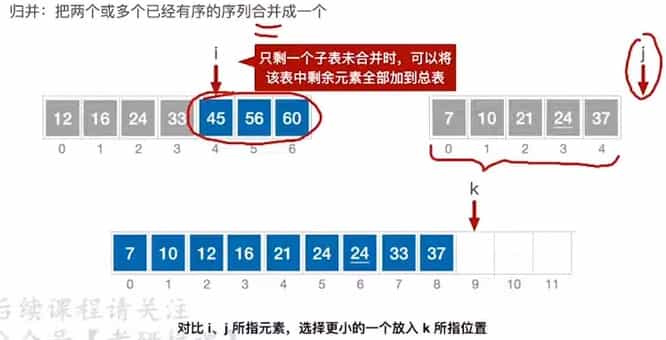 归并：把两个或多个已经有序的序列合并成一个
i
只剩一个子表未合并时，可以将
该表中剩余元素全部加到总表
j
12 16 24 33 45 56 60
0 1 2 3 4 5 6
7 10 21 24 37
0 1 2 3 4
k
7 10 12 16 21 24 24 33 37
0 1 2 3 4 5 6 7 8 9 10 11
后续课程请关注
对比 i、j 所指元素，选择更小的一个放入 k 所指位置